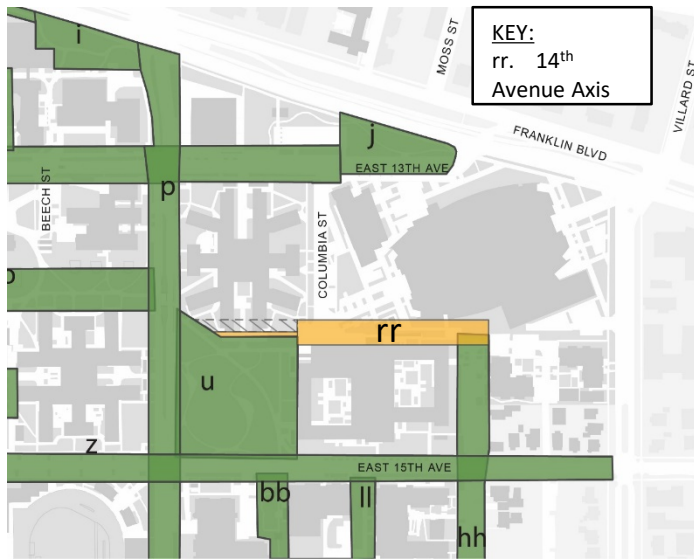 i
MOSS ST
KEY:
rr. 14th
Avenue Axis
VILLARD ST
j
FRANKLIN BLVD
EAST 13TH AVE
p
BEECH ST
COLUMBIA ST
rr
u
z
EAST 15TH AVE
bb
ll
hh